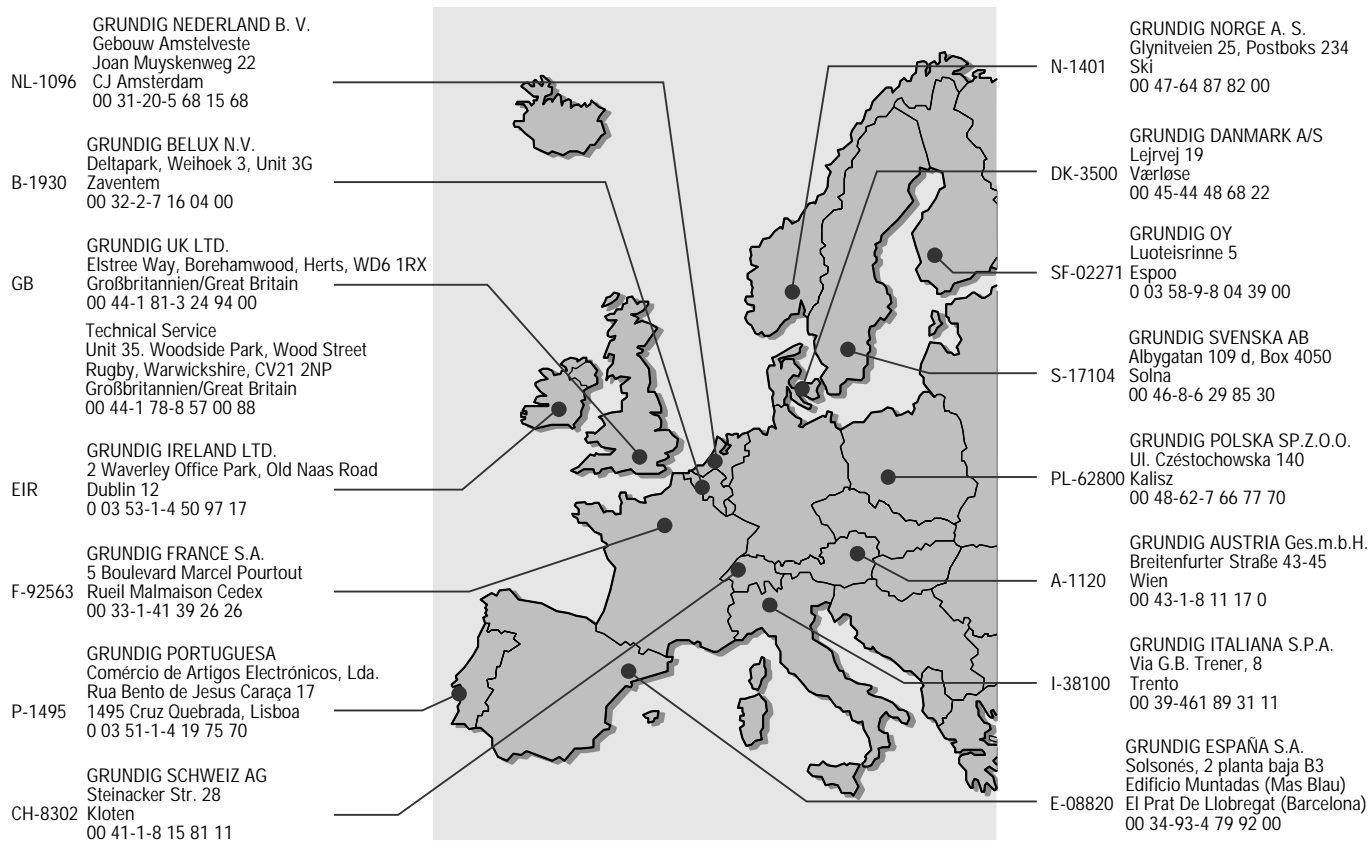 GRUNDIG NEDERLAND B. V.
Gebouw Amstelveste
Joan Muyskenweg 22
NL-1096 CJ Amsterdam
00 31-20-5 68 15 68
GRUNDIG BELUX N.V.
Deltapark, Weihoek 3, Unit 3G
B-1930 Zaventem
00 32-2-7 16 04 00
GRUNDIG UK LTD.
Elstree Way, Borehamwood, Herts, WD6 1RX
GB Großbritannien/Great Britain
00 44-1 81-3 24 94 00
Technical Service
Unit 35. Woodside Park, Wood Street
Rugby, Warwickshire, CV21 2NP
Großbritannien/Great Britain
00 44-1 78-8 57 00 88
GRUNDIG IRELAND LTD.
2 Waverley Office Park, Old Naas Road
EIR Dublin 12
0 03 53-1-4 50 97 17
GRUNDIG FRANCE S.A.
5 Boulevard Marcel Pourtout
F-92563 Rueil Malmaison Cedex
00 33-1-41 39 26 26
GRUNDIG PORTUGUESA
Comércio de Artigos Electrónicos, Lda.
Rua Bento de Jesus Caraça 17
P-1495 1495 Cruz Quebrada, Lisboa
0 03 51-1-4 19 75 70
GRUNDIG SCHWEIZ AG
Steinacker Str. 28
CH-8302 Kloten
00 41-1-8 15 81 11
GRUNDIG NORGE A. S.
Glynitveien 25, Postboks 234
N-1401 Ski
00 47-64 87 82 00
GRUNDIG DANMARK A/S
Lejrvej 19
DK-3500 Værløse
00 45-44 48 68 22
GRUNDIG OY
Luoteisrinne 5
SF-02271 Espoo
0 03 58-9-8 04 39 00
GRUNDIG SVENSKA AB
Albygatan 109 d, Box 4050
S-17104 Solna
00 46-8-6 29 85 30
GRUNDIG POLSKA SP.Z.O.O.
Ul. Czéstochowska 140
PL-62800 Kalisz
00 48-62-7 66 77 70
GRUNDIG AUSTRIA Ges.m.b.H.
Breitenfurter Straße 43-45
A-1120 Wien
00 43-1-8 11 17 0
GRUNDIG ITALIANA S.P.A.
Via G.B. Trener, 8
I-38100 Trento
00 39-461 89 31 11
GRUNDIG ESPAÑA S.A.
Solsonés, 2 planta baja B3
Edificio Muntadas (Mas Blau)
E-08820 El Prat De Llobregat (Barcelona)
00 34-93-4 79 92 00